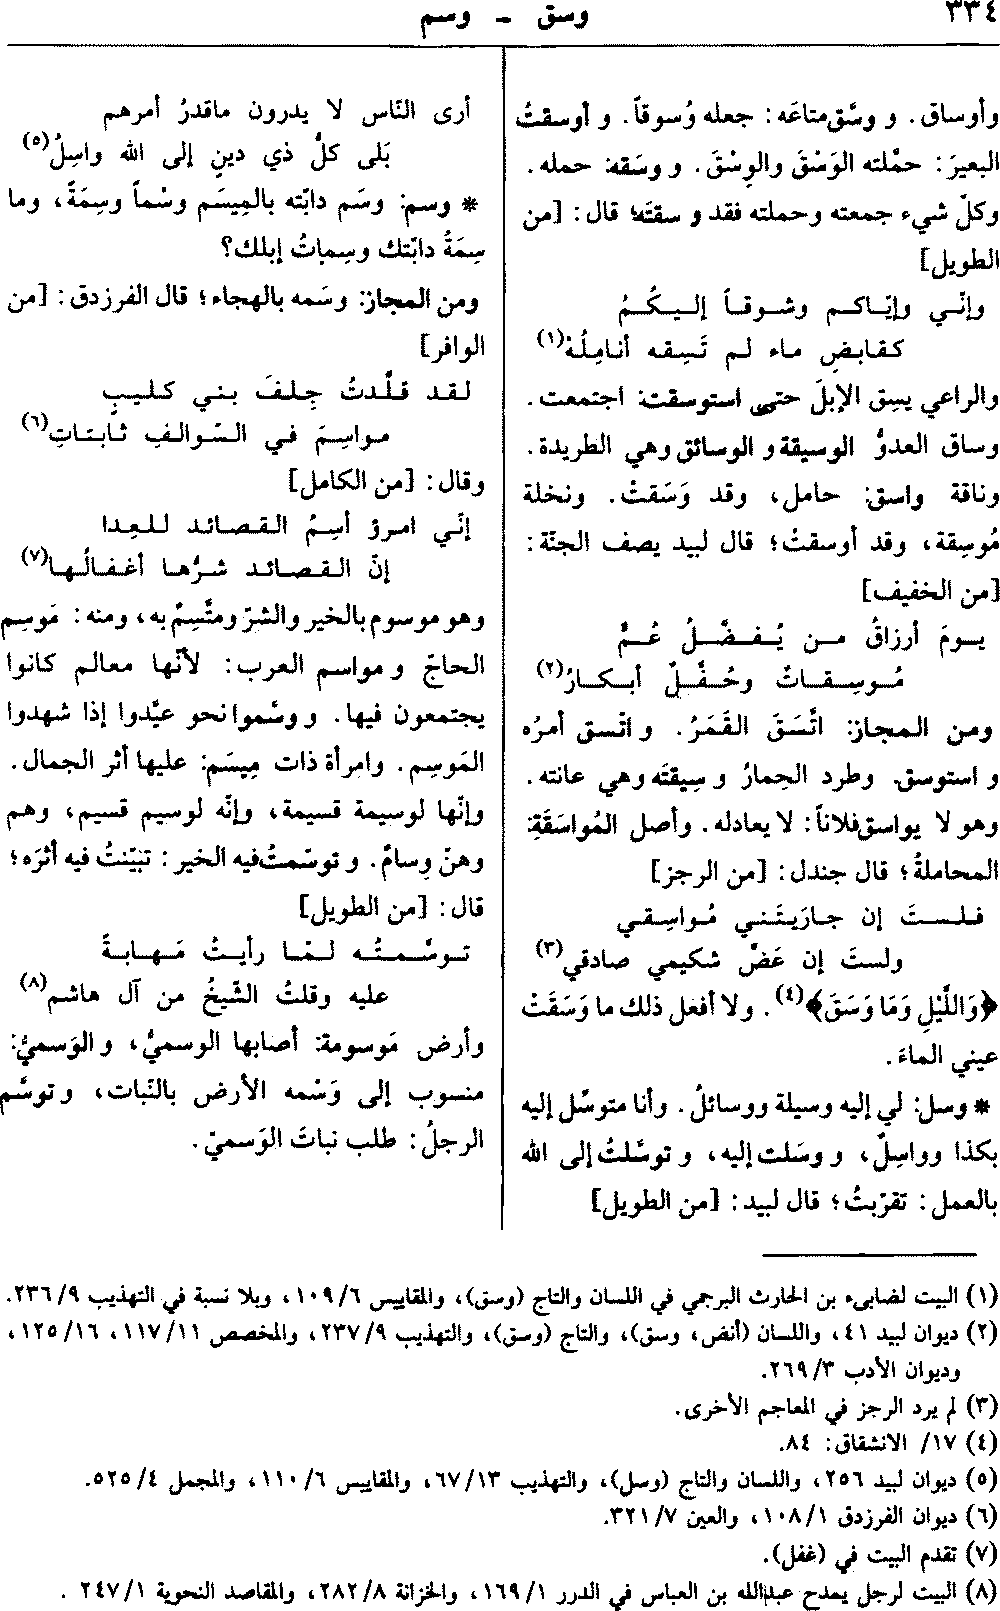 ٣٣٤
وسق - وسم
وأوساق. و وسَّق متاعَه: جعله وُسوقاً. و أوسقتُ
البعيرَ: حمَّلته الوَسْقَ والوِسْقَ. و وسَقه: حمله.
وكلّ شيء جمعته وحملته فقد و سقتَه؛ قال: [من
الطويل]
وإنّي وإيّاكم وشوقاً إليكُمُ
كقابضِ ماء لم تَسِقه أنامِلُهْ(١)
والراعي يسِق الإبلَ حتى استوسقت: اجتمعت.
وساق العدوُّ الوسيقة و الوسائق وهي الطريدة.
وناقة واسق: حامل، وقد وَسَقتْ. ونخلة
مُوسِقة، وقد أوسقتْ؛ قال لبيد يصف الجنّة:
[من الخفيف]
يومَ أرزاقُ من يُفضَّلُ عُمٌّ
مُوسِقاتٌ وحُفَّلٌ أبكارُ(٢)
ومن المجاز: اتَّسَقَ القَمَرُ. و اتّسق أمرُه
و استوسق. وطرد الحِمارُ و سِيقتَه وهي عانته.
وهو لا يواسق فلاناً: لا يعادله. وأصل المُواسَقَةِ:
المحاملةُ؛ قال جندل: [من الرجز]
فلستَ إن جارَيتَني مُواسِقي
ولستَ إن عَضَّ شكيمي صادقي(٣)
﴿وَاللَّيْلِ وَمَا وَسَقَ﴾(٤). ولا أفعل ذلك ما وَسَقَتْ
عيني الماءَ.
* وسل: لي إليه وسيلة ووسائلُ. وأنا متوسِّل إليه
بكذا وواسِلٌ، و وسَلت إليه، و توسَّلتُ إلى الله
بالعمل: تقرّبتُ؛ قال لبيد: [من الطويل]
أرى النّاس لا يدرون ماقدرُ أمرهم
بَلى كلُّ ذي دينٍ إلى الله واسِلُ(٥)
* وسم: وسَم دابّته بالمِيسَم وسْماً وسِمَةً، وما
سِمَةُ دابّتك وسِماتُ إبلك؟
ومن المجاز: وسَمه بالهجاء؛ قال الفرزدق: [من
الوافر]
لقد قلَّدتُ جِلفَ بني كليبٍ
مواسِمَ في السّوالفِ ثابتاتِ(٦)
وقال: [من الكامل]
إنّي امرؤ أسِمُ القصائد للعِدا
إنّ القصائد شرُّها أغفالُها(٧)
وهو موسوم بالخير والشرّ ومتَّسِمٌ به، ومنه: مَوسِم
الحاجّ و مواسم العرب: لأنّها معالم كانوا
يجتمعون فيها. و وسَّموا نحو عيَّدوا إذا شهدوا
المَوسِم. وامرأة ذات مِيسَم: عليها أثر الجمال.
وإنّها لوسيمة قسيمة، وإنّه لوسيم قسيم، وهم
وهنّ وِسامٌ. و توسّمتُ فيه الخير: تبيّنتُ فيه أثرَه؛
قال: [من الطويل]
توسَّمتُه لمّا رأيتُ مَهابةً
عليه وقلتُ الشّيخُ من آل هاشم(٨)
وأرض مَوسومة: أصابها الوسميُّ، و الوَسميُّ:
منسوب إلى وَسْمه الأرض بالنّبات، و توسَّم
الرجلُ: طلب نباتَ الوَسميّ.
(١) البيت لضابىء بن الحارث البرجمي في اللسان والتاج (وسق)، والمقاييس ٦/ ١٠٩، وبلا نسبة في التهذيب ٩/ ٢٣٦.
(٢) ديوان لبيد ٤١، واللسان (أنض، وسق)، والتاج (وسق)، والتهذيب ٩/ ٢٣٧، والمخصص ١١/ ١١٧، ١٦/ ١٢٥،
وديوان الأدب ٣/ ٢٦٩.
(٣) لم يرد الرجز في المعاجم الأخرى.
(٤) ١٧/ الانشقاق: ٨٤.
(٥) ديوان لبيد ٢٥٦، واللسان والتاج (وسل)، والتهذيب ١٣/ ٦٧، والمقاييس ٦/ ١١٠، والمجمل ٤/ ٥٢٥.
(٦) ديوان الفرزدق ١/ ١٠٨، والعين ٧/ ٣٢١.
(٧) تقدم البيت في (غفل).
(٨) البيت لرجل يمدح عبدالله بن العباس في الدرر ١/ ١٦٩، والخزانة ٨/ ٢٨٢، والمقاصد النحوية ١/ ٢٤٧ .